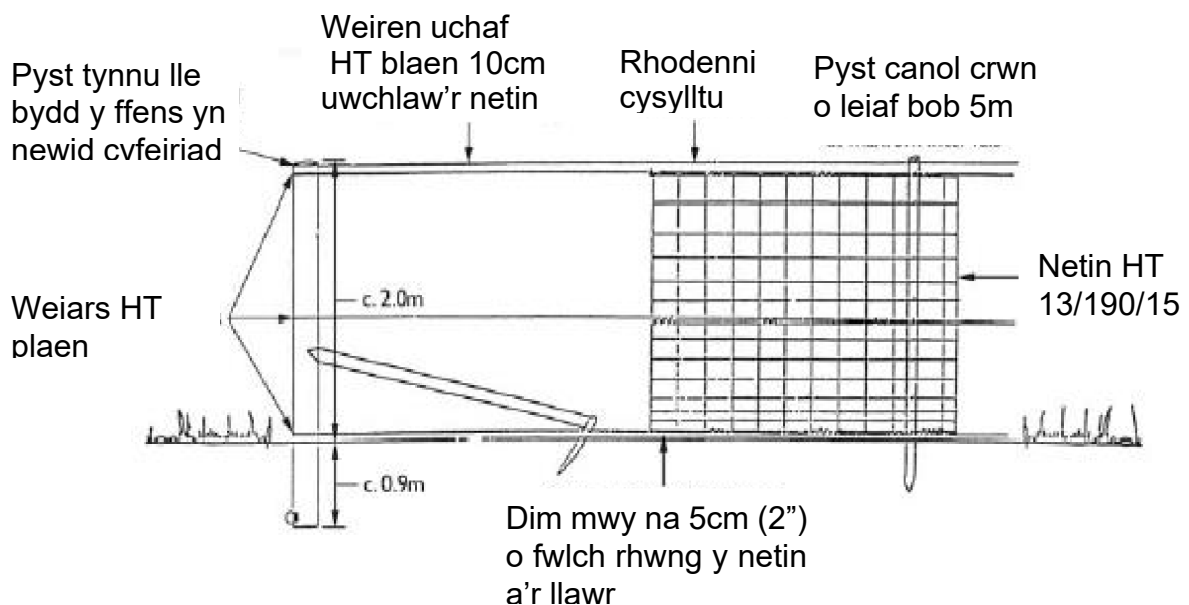 Weiren uchaf
HT blaen 10cm
uwchlaw'r netin
Pyst tynnu lle
bydd y ffens yn
newid cyfeiriad
Rhodenni
cysylltu
Pyst canol crwn
o leiaf bob 5m
Netin HT
13/190/15
Weiars HT
plaen
c. 2.0m
c. 0.9m
Dim mwy na 5cm (2”)
o fwlch rhwng y netin
a'r llawr